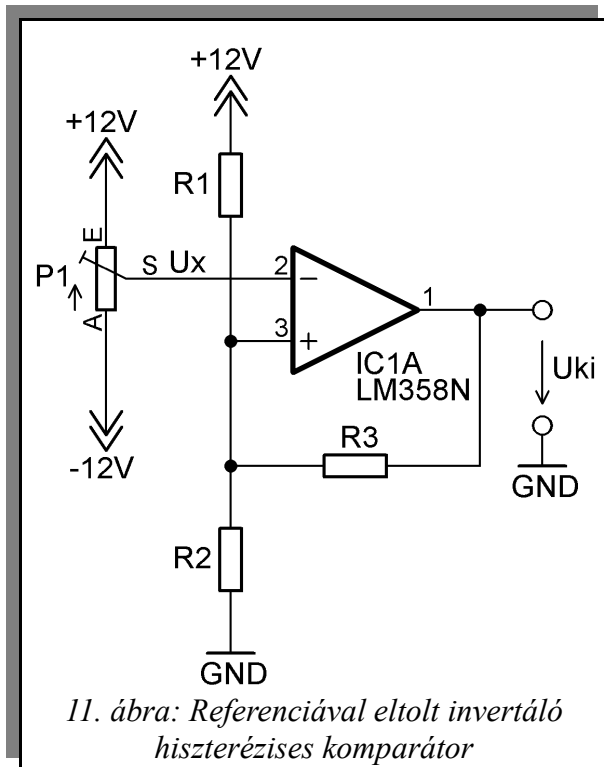 +12V
+12V
R1
E
P1
S Ux
A
2
−
3
+
1
IC1A
LM358N
Uki
-12V
R3
GND
R2
GND
11. ábra: Referenciával eltolt invertáló
hiszterézises komparátor